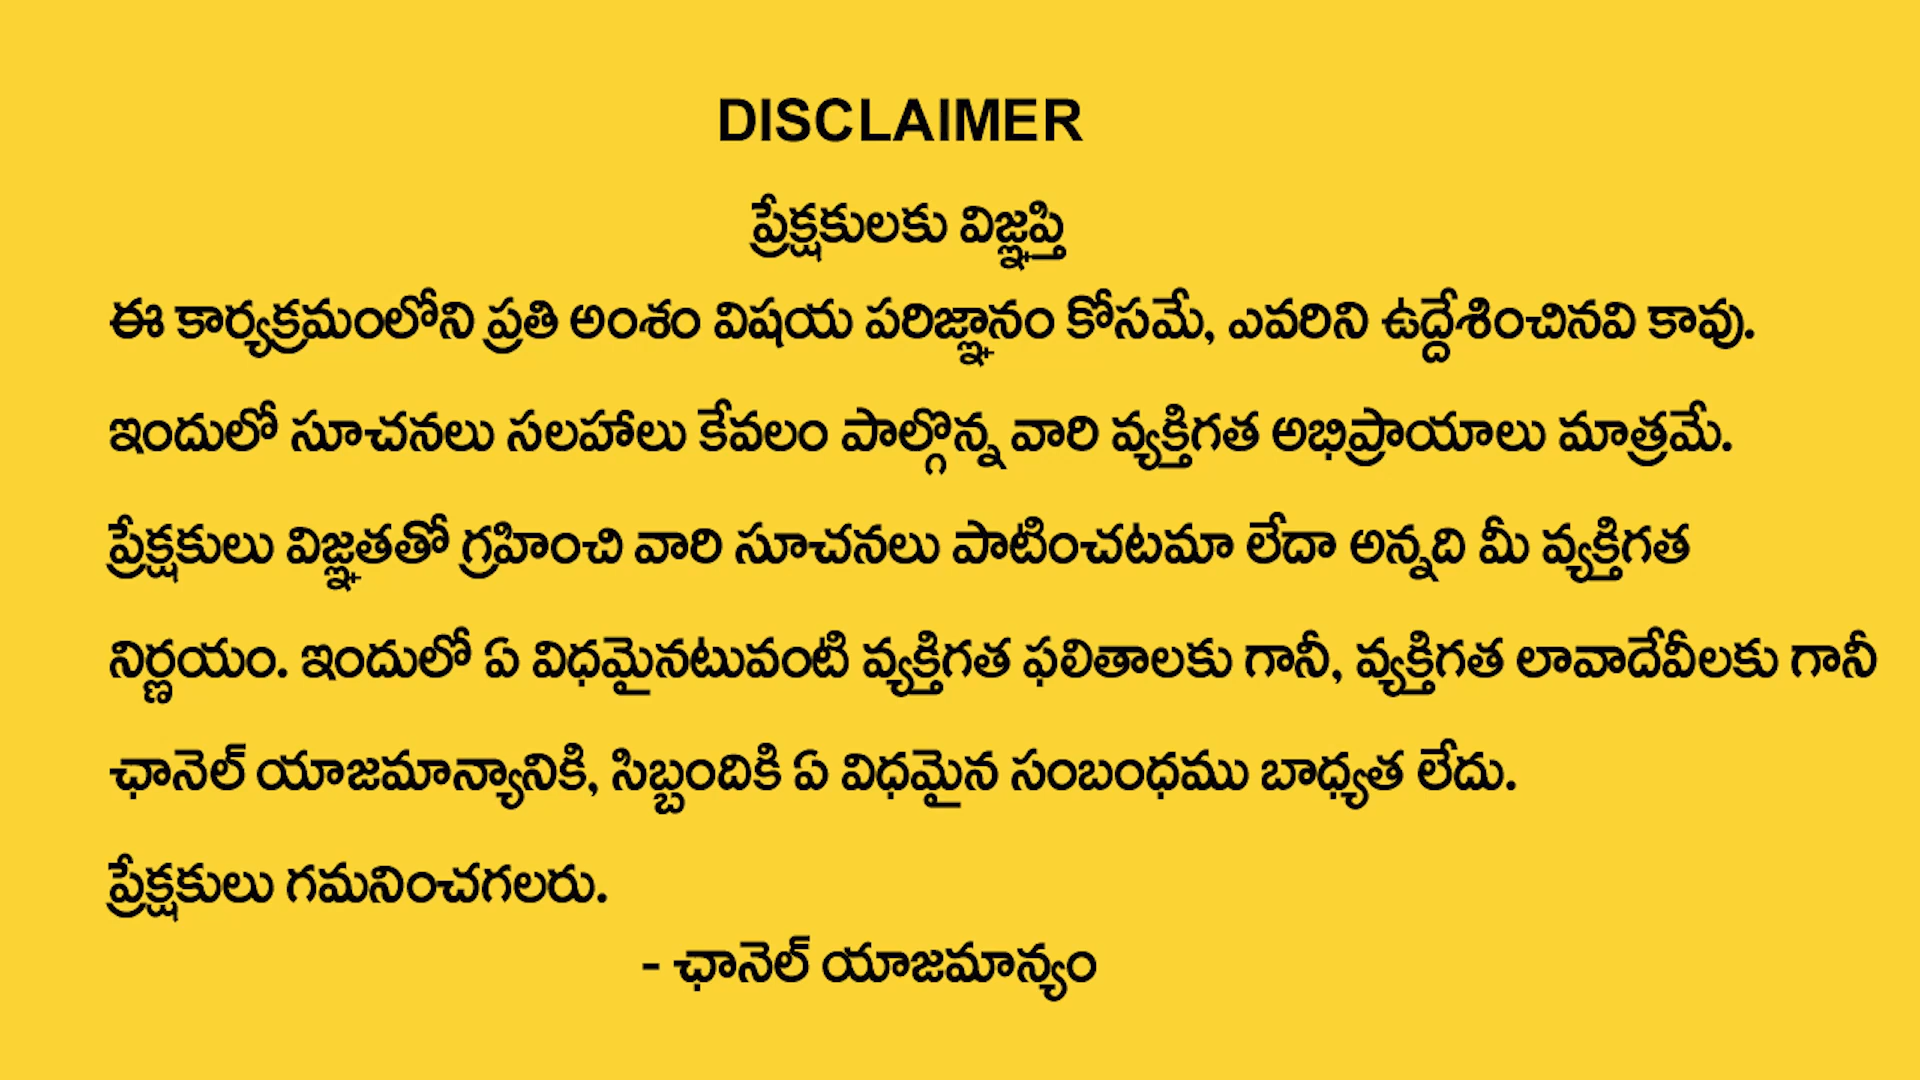 DISCLAIMER
ప్రేక్షకులకు విజ్ఞప్తి
ఈ కార్యక్రమంలోని ప్రతి అంశం విషయ పరిజ్ఞానం కోసమే, ఎవరిని ఉద్దేశించినవి కావు.
ఇందులో సూచనలు సలహాలు కేవలం పాల్గొన్న వారి వ్యక్తిగత అభిప్రాయాలు మాత్రమే.
ప్రేక్షకులు విజ్ఞతతో గ్రహించి వారి సూచనలు పాటించటమా లేదా అన్నది మీ వ్యక్తిగత
నిర్ణయం. ఇందులో ఏ విధమైనటువంటి వ్యక్తిగత ఫలితాలకు గానీ, వ్యక్తిగత లావాదేవీలకు గానీ
ఛానెల్ యాజమాన్యానికి, సిబ్బందికి ఏ విధమైన సంబంధము బాధ్యత లేదు.
ప్రేక్షకులు గమనించగలరు.
- ఛానెల్ యాజమాన్యం